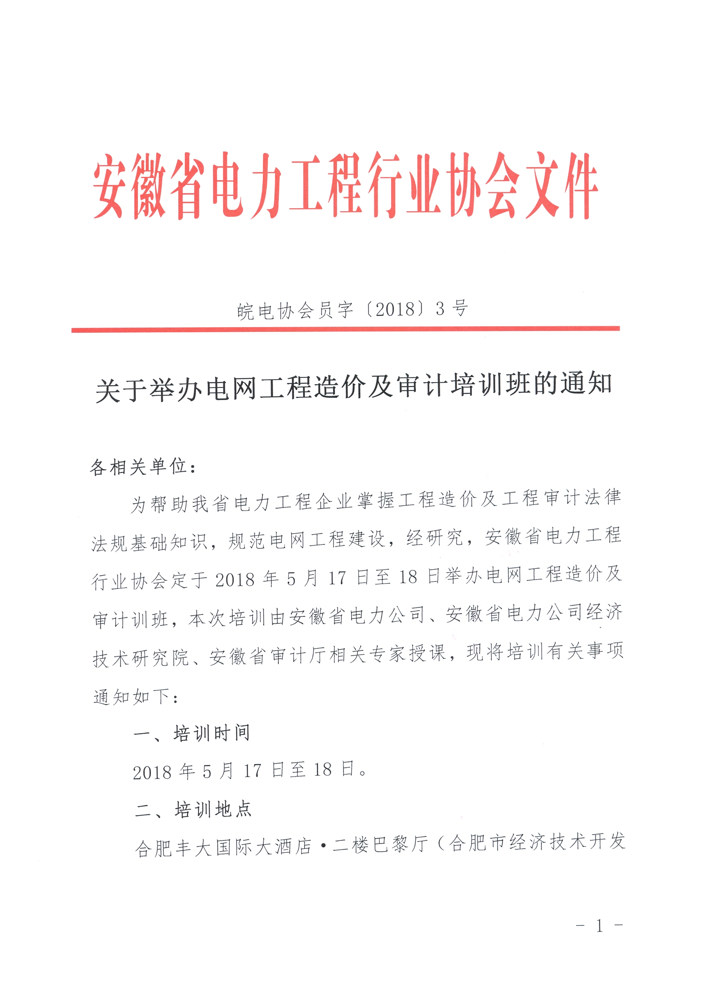 安徽省电力工程行业协会文件
皖电协会员字〔2018〕3号
关于举办电网工程造价及审计培训班的通知
各相关单位：
为帮助我省电力工程企业掌握工程造价及工程审计法律
法规基础知识，规范电网工程建设，经研究，安徽省电力工程
行业协会定于2018年5月17日至18日举办电网工程造价及
审计训班，本次培训由安徽省电力公司、安徽省电力公司经济
技术研究院、安徽省审计厅相关专家授课，现将培训有关事项
通知如下：
一、培训时间
2018年5月17日至18日。
二、培训地点
合肥丰大国际大酒店·二楼巴黎厅（合肥市经济技术开发
- 1 -